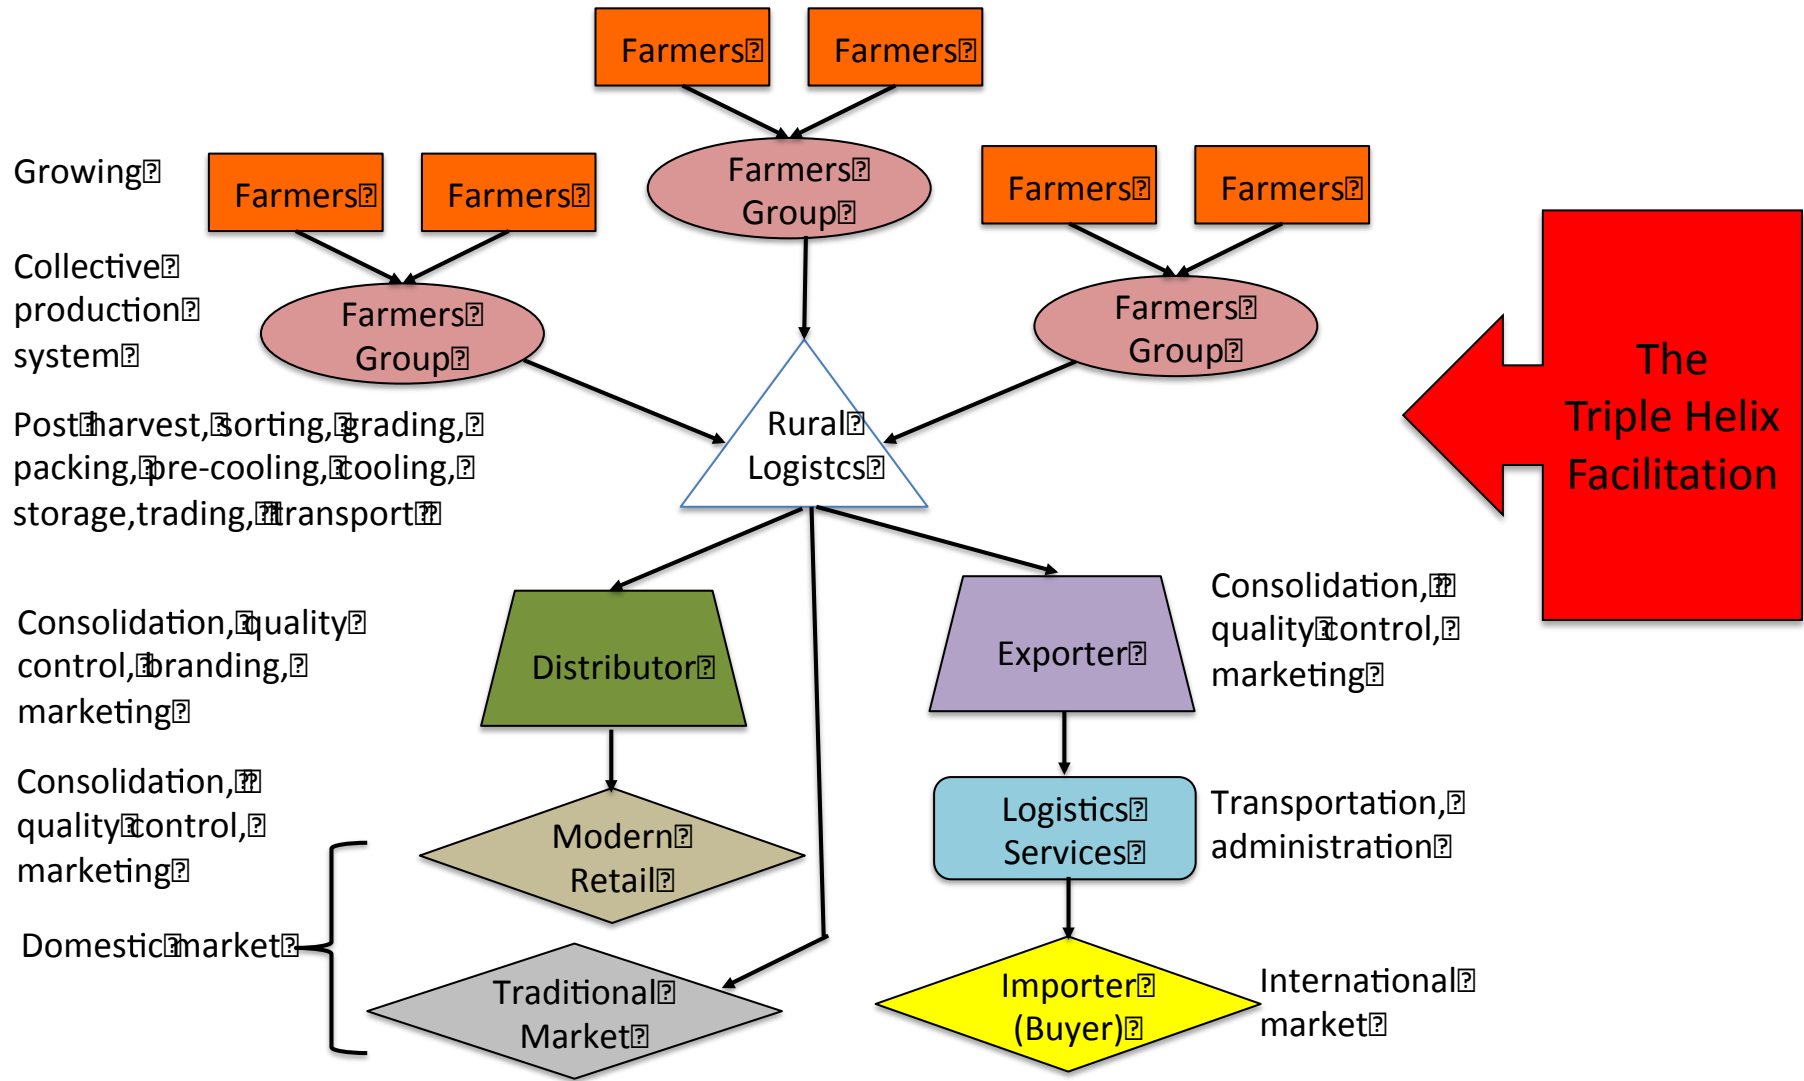 Farmers
Farmers
Growing
Farmers
Farmers
Farmers
Group
Farmers
Farmers
Collective
production
system
Farmers
Group
Farmers
Group
The
Triple Helix
Facilitation
Post harvest, sorting, grading,
packing, pre-cooling, cooling,
storage,trading, transport
Rural
Logistcs
Consolidation, quality
control, branding,
marketing
Distributor
Exporter
Consolidation,
quality control,
marketing
Consolidation,
quality control,
marketing
Modern
Retail
Logistics
Services
Transportation,
administration
Domestic market
Traditional
Market
Importer
(Buyer)
International
market